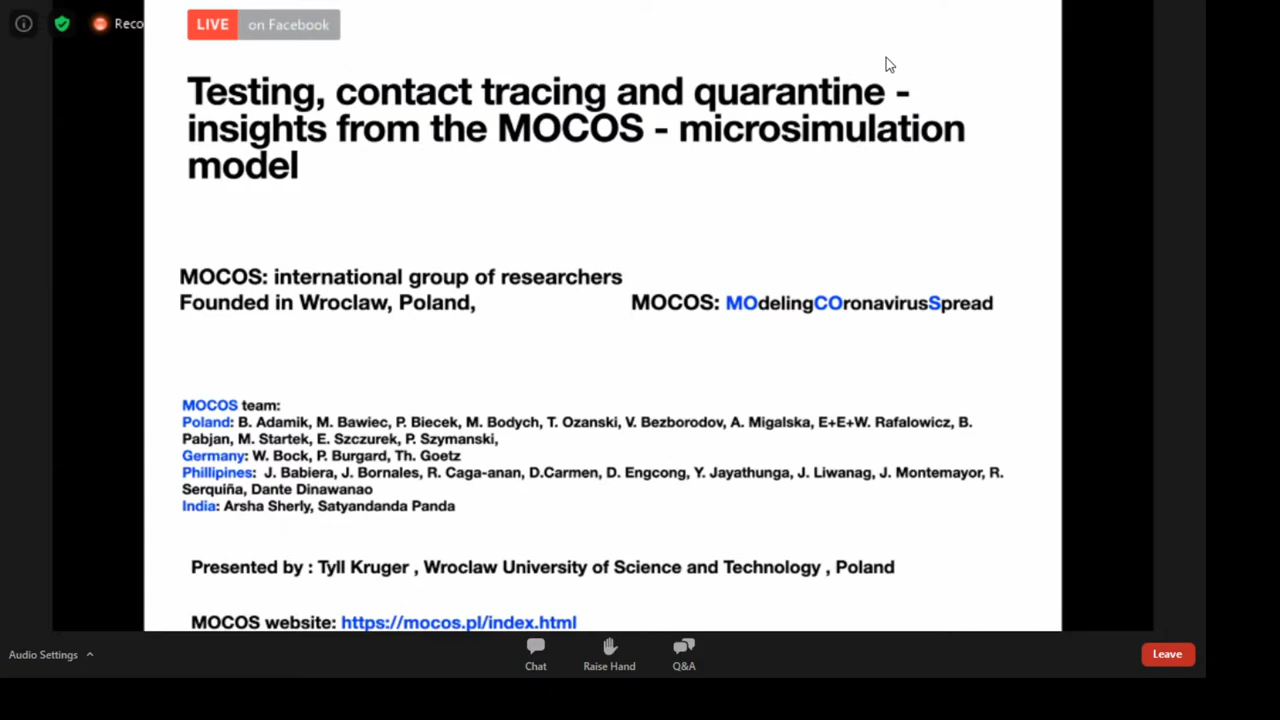 Reco
LIVE on Facebook
Testing, contact tracing and quarantine -
insights from the MOCOS - microsimulation
model
MOCOS: international group of researchers
Founded in Wroclaw, Poland,
MOCOS: MOdelingCOronavirusSpread
MOCOS team:
Poland: B. Adamik, M. Bawiec, P. Biecek, M. Bodych, T. Ozanski, V. Bezborodov, A. Migalska, E+E+W. Rafalowicz, B.
Pabjan, M. Startek, E. Szczurek, P. Szymanski,
Germany: W. Bock, P. Burgard, Th. Goetz
Phillipines: J. Babiera, J. Bornales, R. Caga-anan, D.Carmen, D. Engcong, Y. Jayathunga, J. Liwanag, J. Montemayor, R.
Serquiña, Dante Dinawanao
India: Arsha Sherly, Satyandanda Panda
Presented by : Tyll Kruger , Wroclaw University of Science and Technology , Poland
MOCOS website: https://mocos.pl/index.html
Audio Settings
Chat
Raise Hand
Q&A
Leave